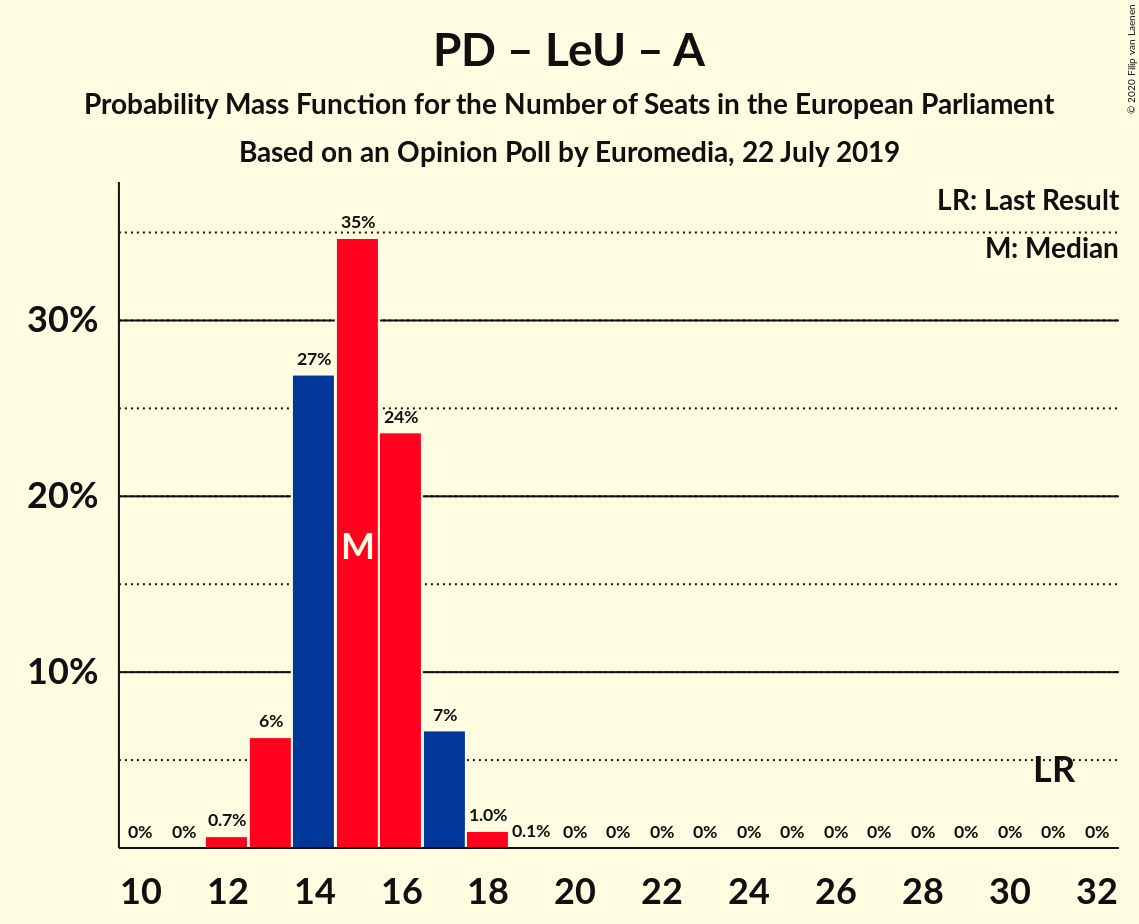 PD – LeU – A
Probability Mass Function for the Number of Seats in the European Parliament
Based on an Opinion Poll by Euromedia, 22 July 2019
© 2020 Filip van Laenen
LR: Last Result
M: Median
30%
20%
10%
0% 0% 0.7% 6% 27% 35% 24% 7% 1.0% 0.1% 0% 0% 0% 0% 0% 0% 0% 0% 0% 0% 0% 0% 0%
M
LR
10 12 14 16 18 20 22 24 26 28 30 32